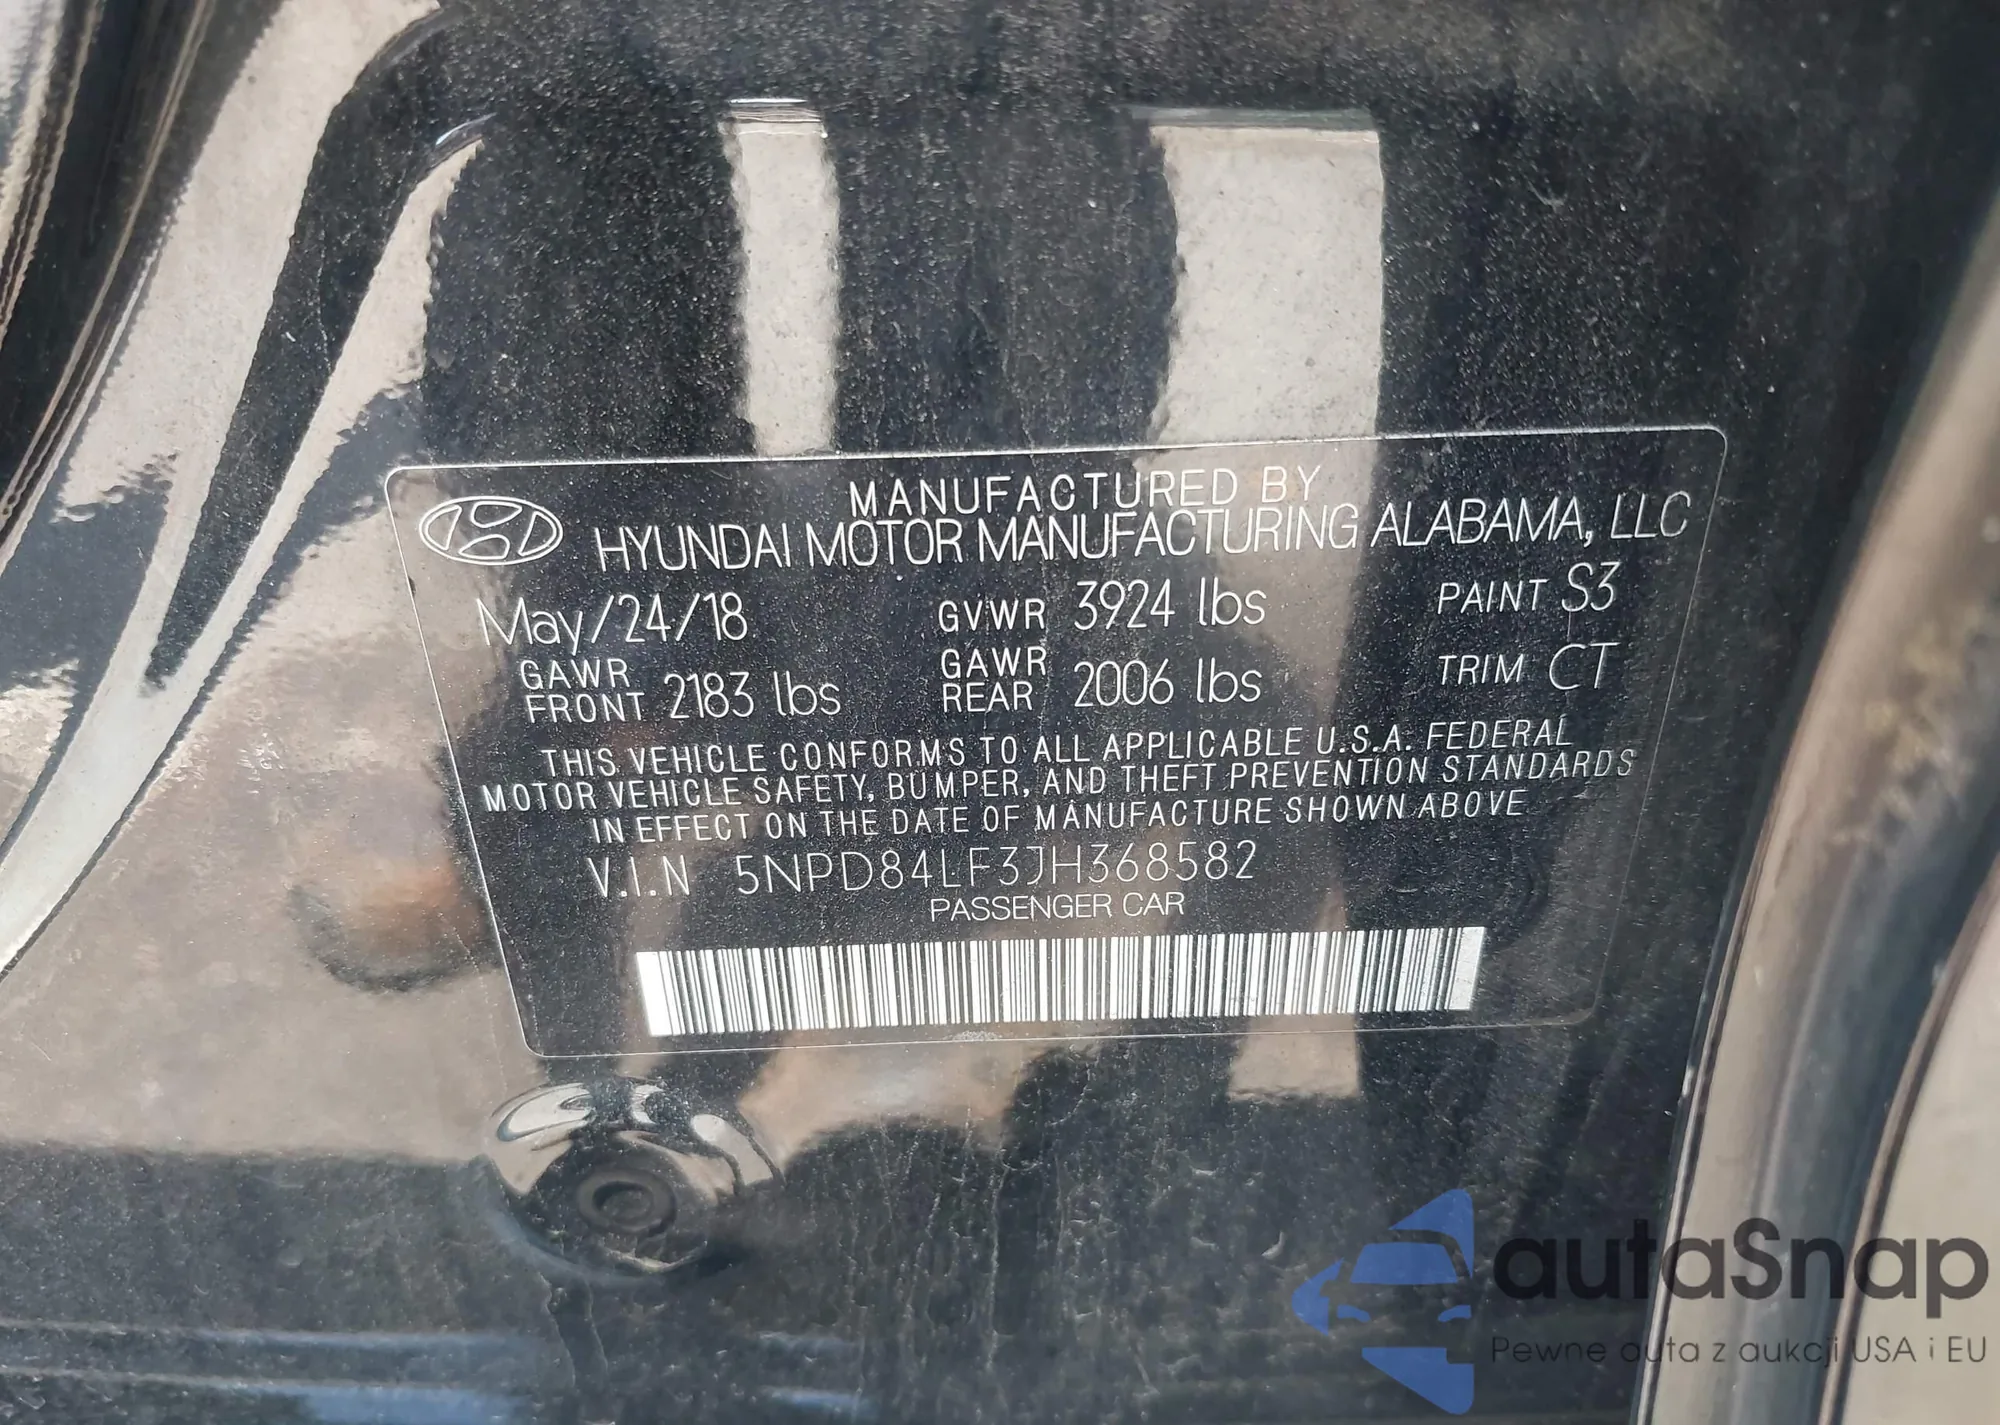 MANUFACTURED BY
HYUNDAI MOTOR MANUFACTURING ALABAMA, LLC
May/24/18 GVWR 3924 lbs PAINT S3
GAWR FRONT 2183 lbs GAWR REAR 2006 lbs TRIM CT
THIS VEHICLE CONFORMS TO ALL APPLICABLE U.S.A. FEDERAL
MOTOR VEHICLE SAFETY, BUMPER, AND THEFT PREVENTION STANDARDS
IN EFFECT ON THE DATE OF MANUFACTURE SHOWN ABOVE
V.I.N 5NPD84LF3JH368582
PASSENGER CAR
autaSnap
Pewne auta z aukcji USA i EU